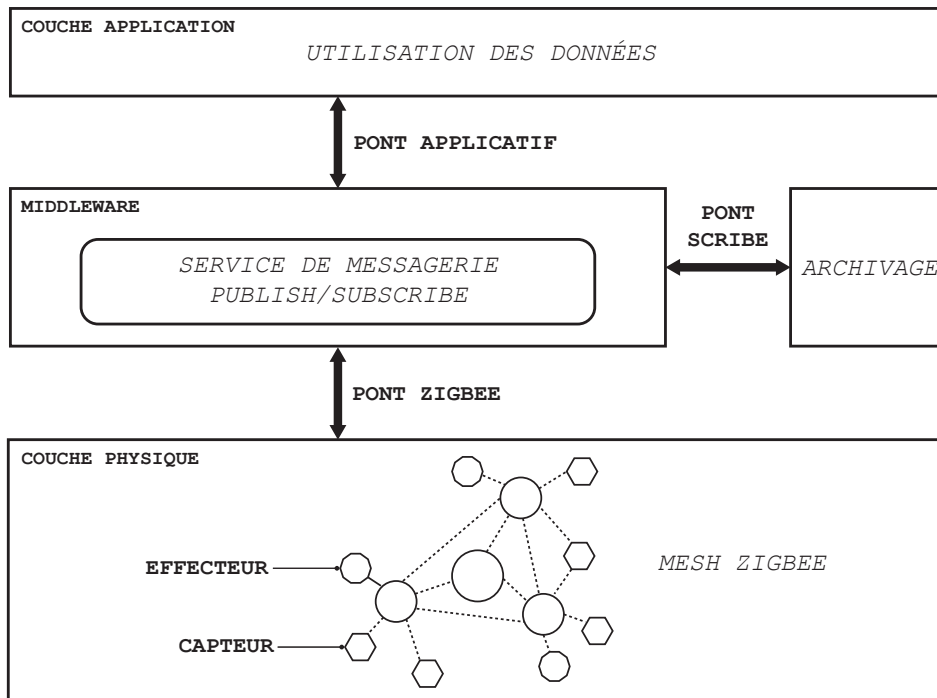 COUCHE APPLICATION
UTILISATION DES DONNÉES
PONT APPLICATIF
MIDDLEWARE
SERVICE DE MESSAGERIE
PUBLISH/SUBSCRIBE
PONT
SCRIBE
ARCHIVAGE
PONT ZIGBEE
COUCHE PHYSIQUE
EFFECTEUR
MESH ZIGBEE
CAPTEUR